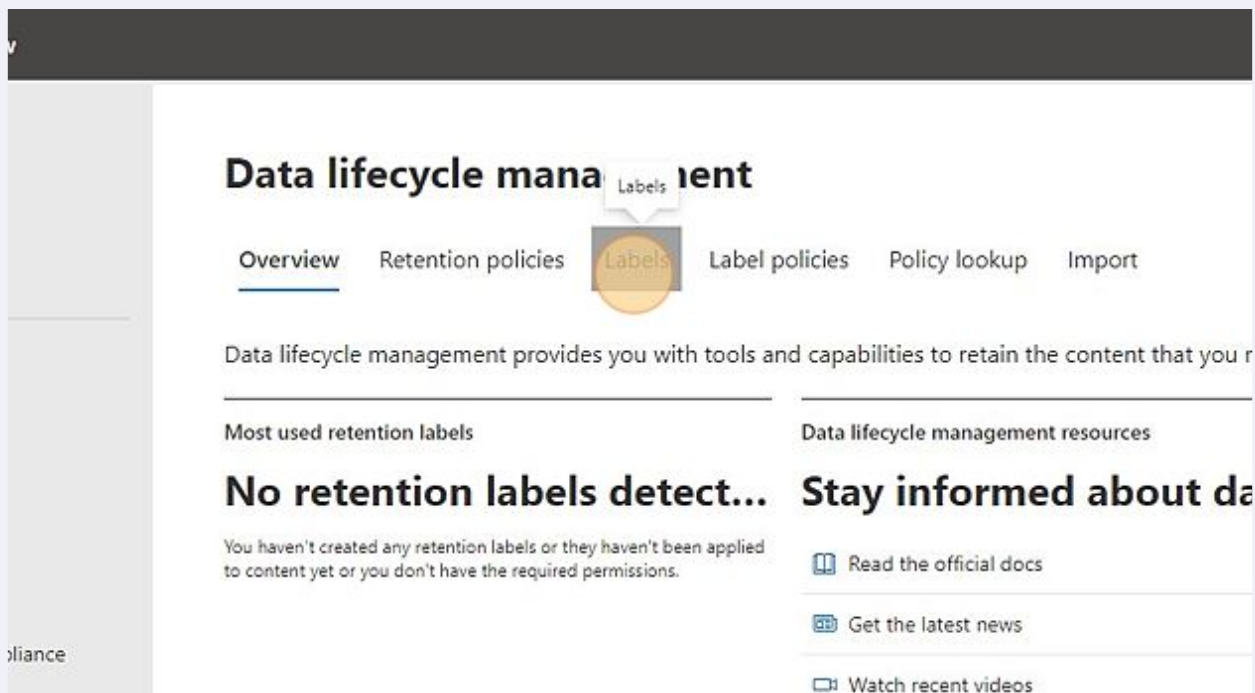 Data lifecycle management
Labels
Overview Retention policies Labels Label policies Policy lookup Import
Data lifecycle management provides you with tools and capabilities to retain the content that you
Most used retention labels
No retention labels detect...
You haven't created any retention labels or they haven't been applied
to content yet or you don't have the required permissions.
Data lifecycle management resources
Stay informed about da
Read the official docs
Get the latest news
Watch recent videos
pliance